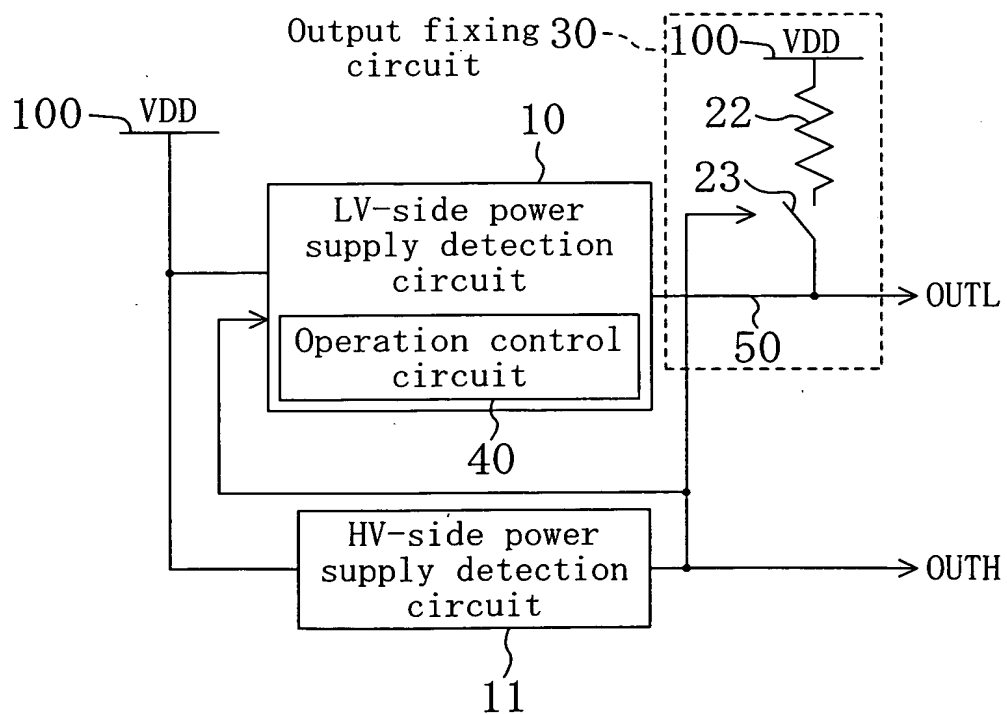 Output fixing 30
circuit
100 VDD
22
23
100 VDD
10
LV-side power
supply detection
circuit
OUTL
50
Operation control
circuit
40
HV-side power
supply detection
circuit
OUTH
11